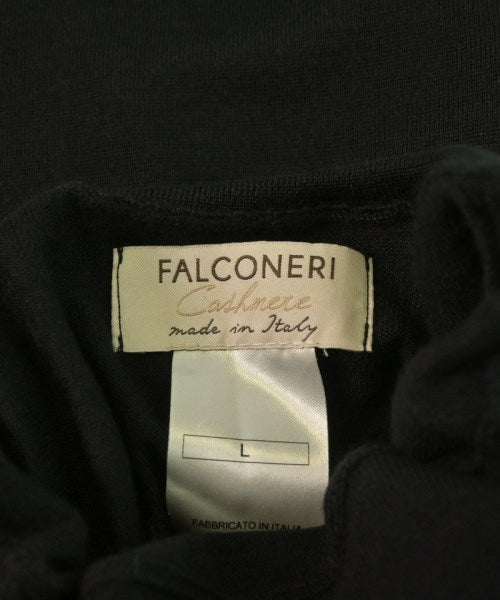 FALCONERI
Cashmere
made in Italy
L
FABBRICATO IN ITALIA